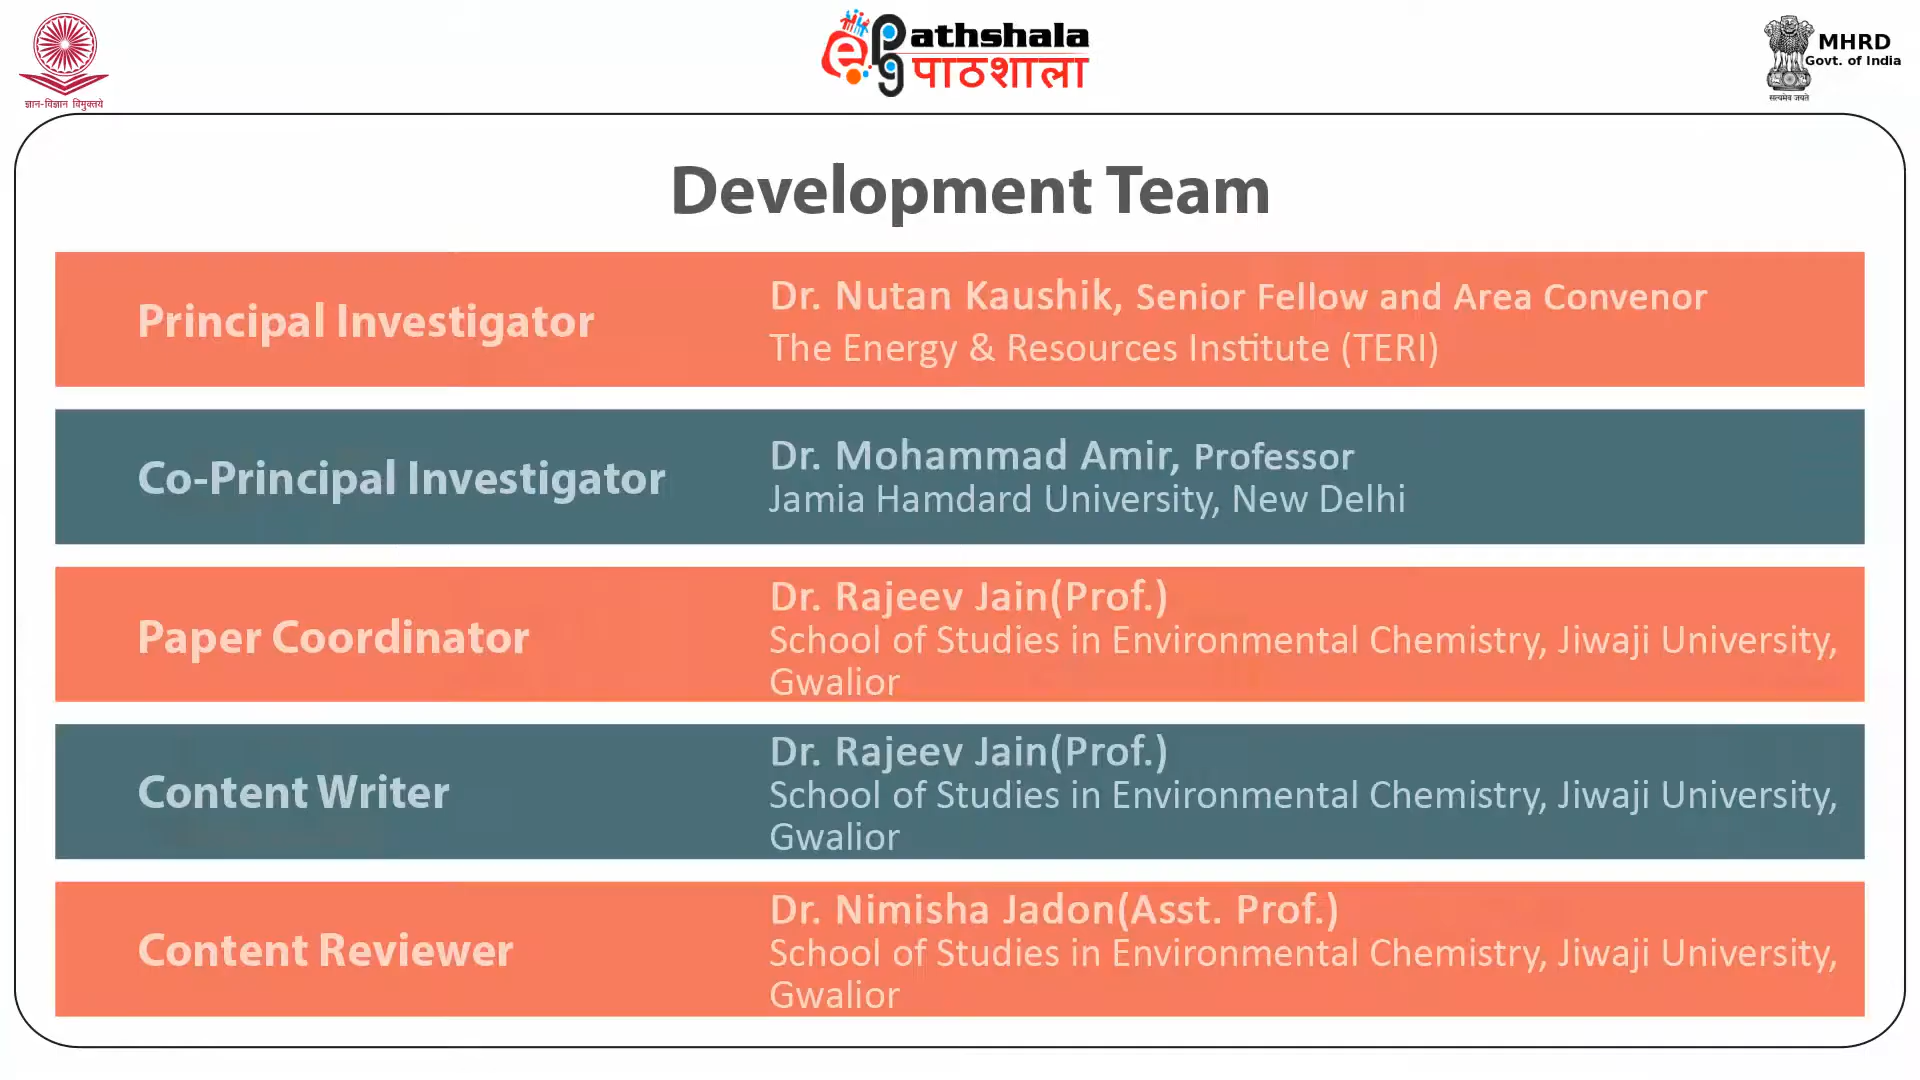 ज्ञान-विज्ञान विमुक्तये
e Pathshala
पाठशाला
MHRD
Govt. of India
सत्यमेव जयते
Development Team
Principal Investigator
Dr. Nutan Kaushik, Senior Fellow and Area Convenor
The Energy & Resources Institute (TERI)
Co-Principal Investigator
Dr. Mohammad Amir, Professor
Jamia Hamdard University, New Delhi
Paper Coordinator
Dr. Rajeev Jain(Prof.)
School of Studies in Environmental Chemistry, Jiwaji University,
Gwalior
Content Writer
Dr. Rajeev Jain(Prof.)
School of Studies in Environmental Chemistry, Jiwaji University,
Gwalior
Content Reviewer
Dr. Nimisha Jadon(Asst. Prof.)
School of Studies in Environmental Chemistry, Jiwaji University,
Gwalior